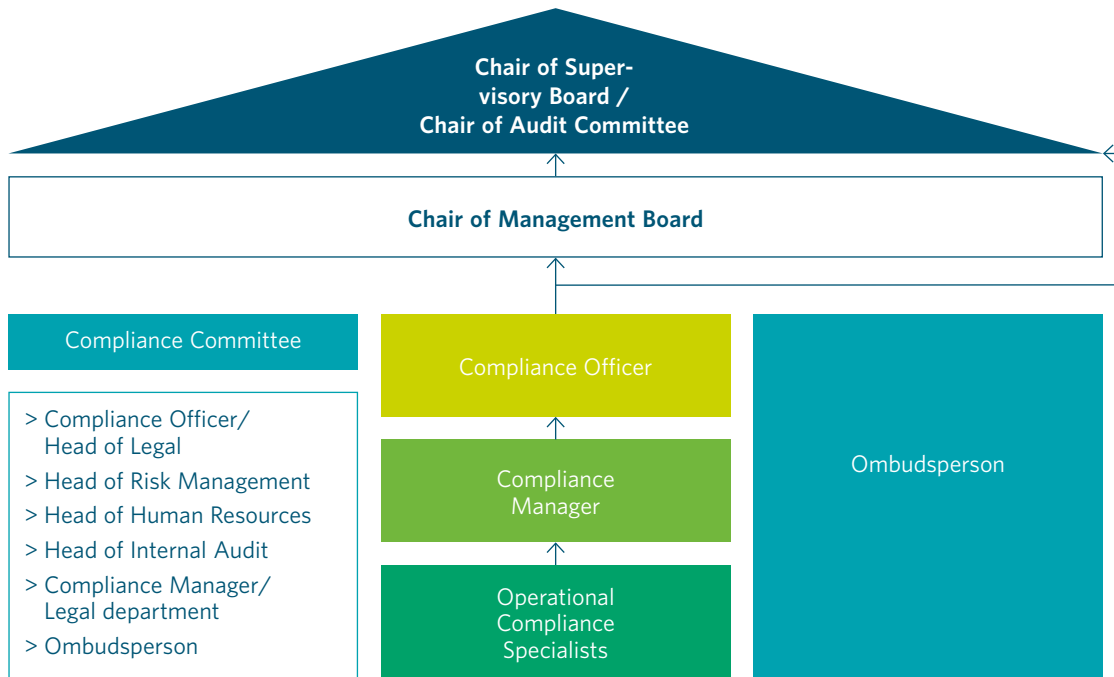 Chair of Super-
visory Board /
Chair of Audit Committee
Chair of Management Board
Compliance Committee
> Compliance Officer/
Head of Legal
> Head of Risk Management
> Head of Human Resources
> Head of Internal Audit
> Compliance Manager/
Legal department
> Ombudsperson
Compliance Officer
Compliance
Manager
Operational
Compliance
Specialists
Ombudsperson